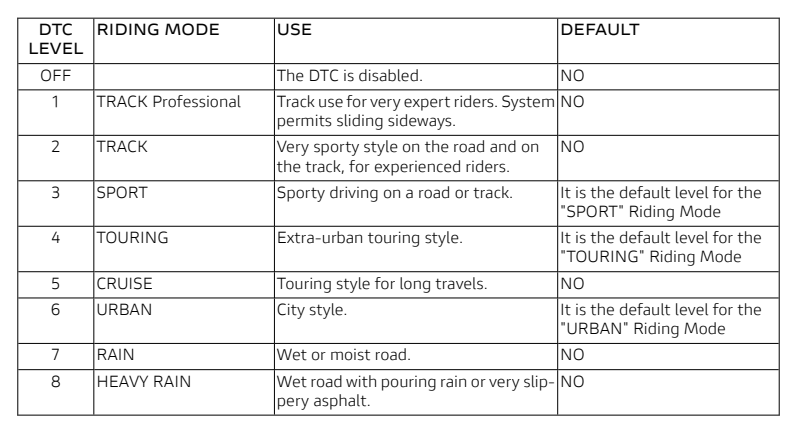 DTC LEVEL | RIDING MODE | USE | DEFAULT
OFF | | The DTC is disabled. | NO
1 | TRACK Professional | Track use for very expert riders. System
permits sliding sideways. | NO
2 | TRACK | Very sporty style on the road and on
the track, for experienced riders. | NO
3 | SPORT | Sporty driving on a road or track. | It is the default level for the
"SPORT" Riding Mode
4 | TOURING | Extra-urban touring style. | It is the default level for the
"TOURING" Riding Mode
5 | CRUISE | Touring style for long travels. | NO
6 | URBAN | City style. | It is the default level for the
"URBAN" Riding Mode
7 | RAIN | Wet or moist road. | NO
8 | HEAVY RAIN | Wet road with pouring rain or very slip-
pery asphalt. | NO